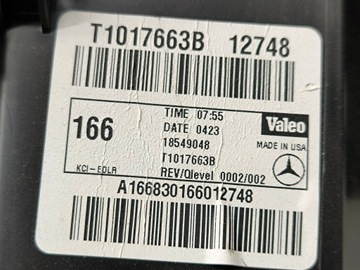 T1017663B 12748
166
KCI-EDLR
TIME 07:55
DATE 0423
18549048
T1017663B
REV/Qlevel 0002/002
Valeo
MADE IN USA
A166830166012748